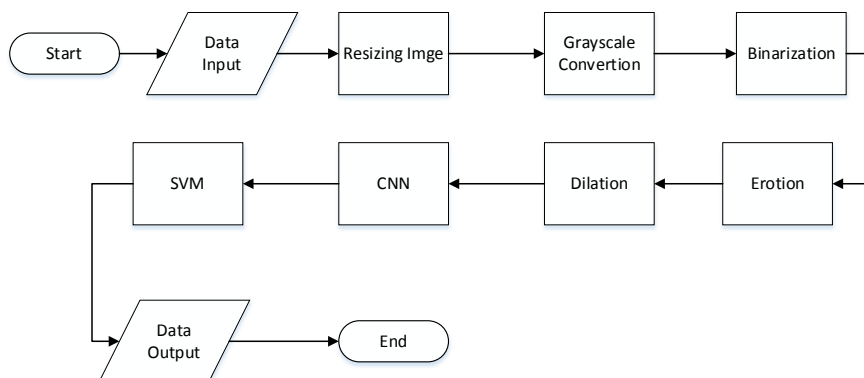 Start
Data
Input
Resizing Imge
Grayscale
Convertion
Binarization
Erotion
Dilation
CNN
SVM
Data
Output
End